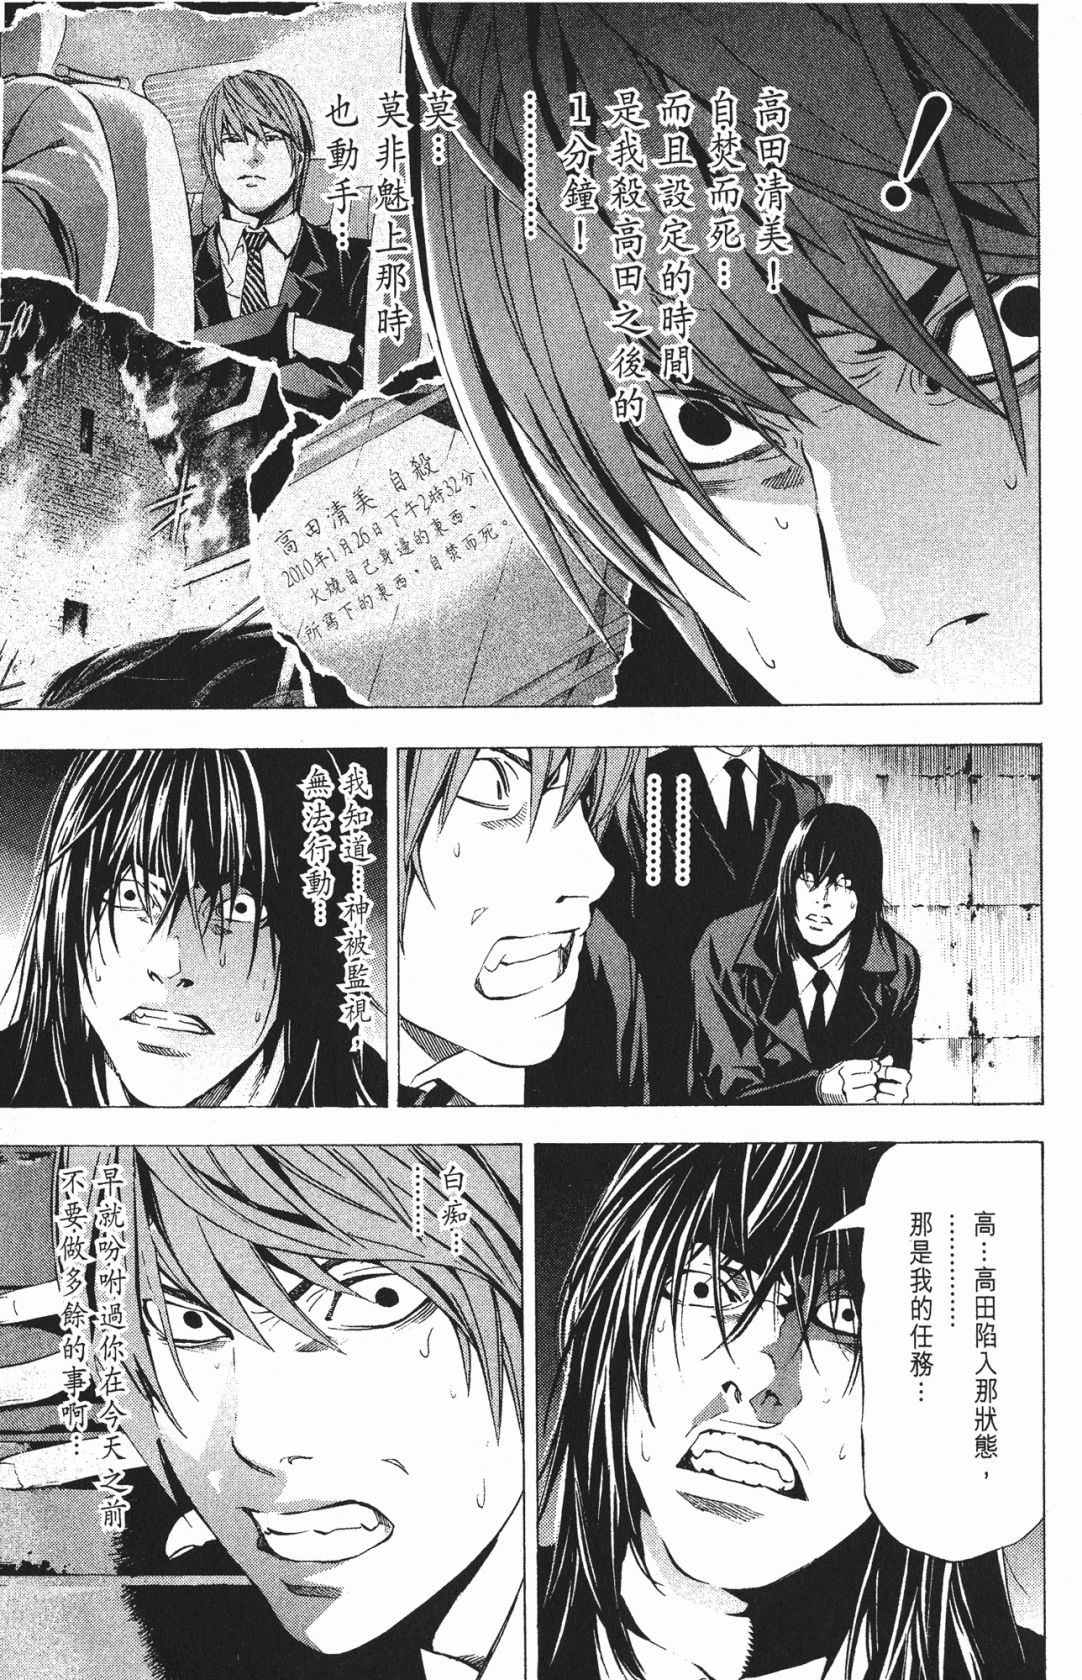 ！
高田清美！
自焚而死…
而且設定的時間
是我殺高田之後的
1分鐘！
…………
莫…
莫非魅上那時
也動手…
高田清美 自殺
2010年1月26日下午2時32分、
火燒自己身邊的東西、
所寫下的東西、自焚而死。
…………
…………
我知道…神被監視，
無法行動…
高…高田陷入那狀態，
…………
那是我的任務…
白痴…
………
早就吩咐過你在今天之前
不要做多餘的事啊…